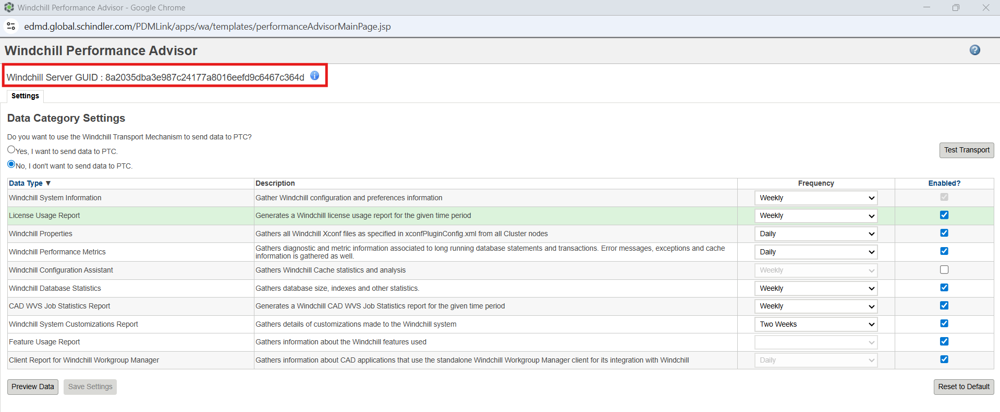 Windchill Performance Advisor - Google Chrome
edmd.global.schindler.com/PDMLink/apps/wa/templates/performanceAdvisorMainPage.jsp
Windchill Performance Advisor
Windchill Server GUID : 8a2035dba3e987c24177a8016eefd9c6467c364d
Settings
Data Category Settings
Do you want to use the Windchill Transport Mechanism to send data to PTC?
Yes, I want to send data to PTC.
Test Transport
No, I don't want to send data to PTC.
Data Type ▼ Description Frequency Enabled?
Windchill System Information Gather Windchill configuration and preferences information Weekly
License Usage Report Generates a Windchill license usage report for the given time period Weekly
Windchill Properties Gathers all Windchill Xconf files as specified in xconfPluginConfig.xml from all Cluster nodes Daily
Windchill Performance Metrics Gathers diagnostic and metric information associated to long running database statements and transactions. Error messages, exceptions and cache
information is gathered as well. Daily
Windchill Configuration Assistant Gathers Windchill Cache statistics and analysis Weekly
Windchill Database Statistics Gathers database size, indexes and other statistics. Weekly
CAD WVS Job Statistics Report Generates a Windchill CAD WVS Job Statistics report for the given time period Weekly
Windchill System Customizations Report Gathers details of customizations made to the Windchill system Two Weeks
Feature Usage Report Gathers information about the Windchill features used
Client Report for Windchill Workgroup Manager Gathers information about CAD applications that use the standalone Windchill Workgroup Manager client for its integration with Windchill Daily
Preview Data Save Settings Reset to Default